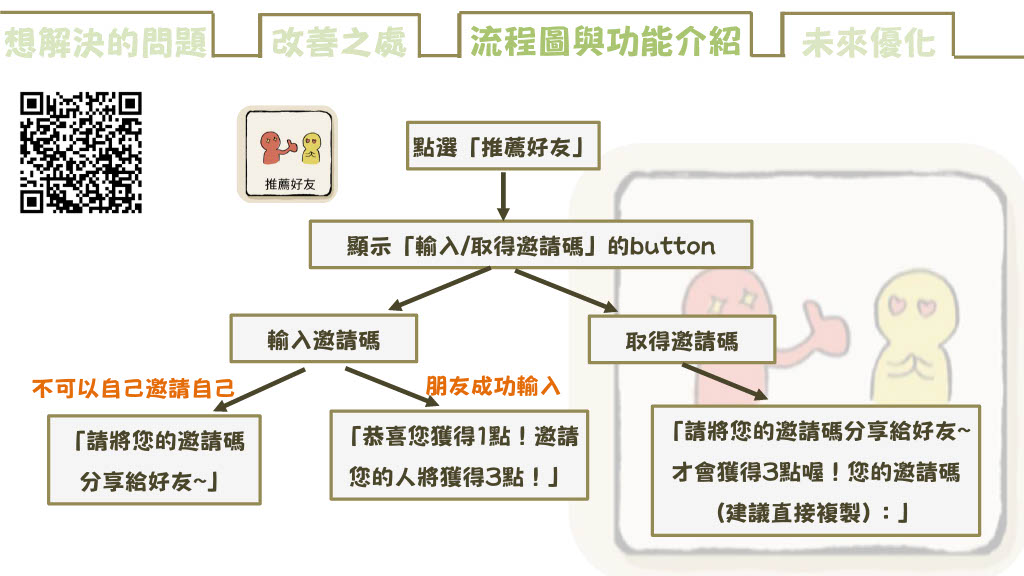 想解決的問題
改善之處
流程圖與功能介紹
未來優化
推薦好友
點選「推薦好友」
顯示「輸入/取得邀請碼」的button
輸入邀請碼
取得邀請碼
不可以自己邀請自己
朋友成功輸入
「請將您的邀請碼
分享給好友~」
「恭喜您獲得1點！邀請
您的人將獲得3點！」
「請將您的邀請碼分享給好友~
才會獲得3點喔！您的邀請碼
（建議直接複製）：」